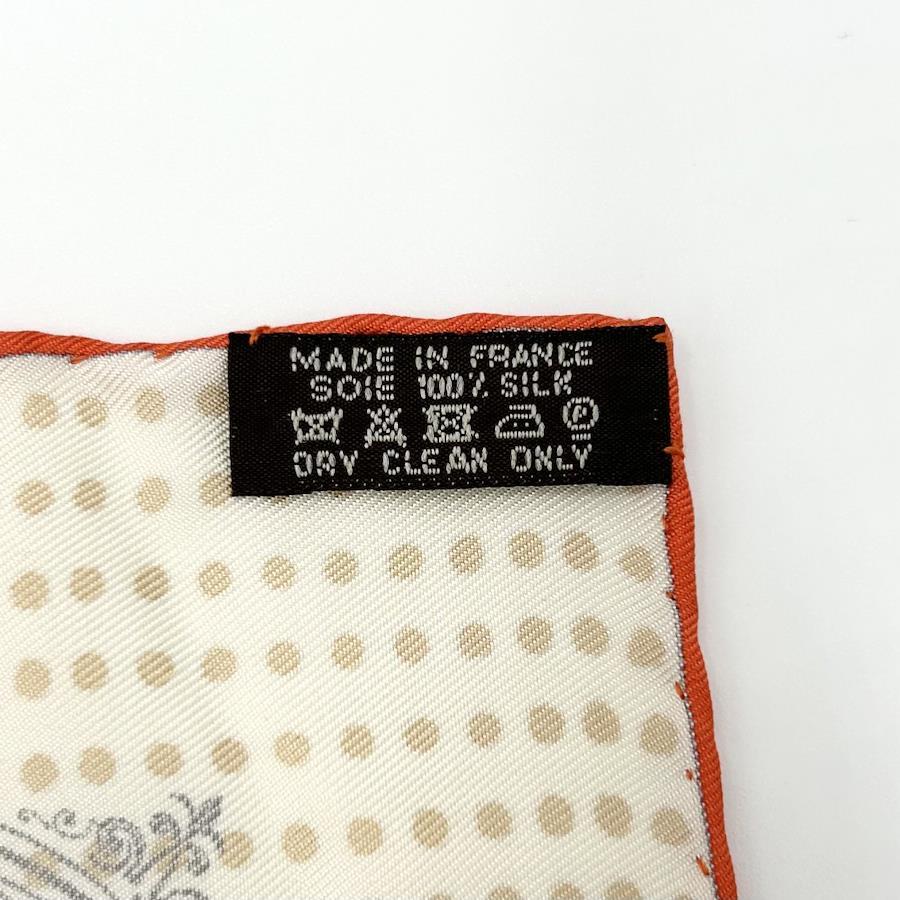 MADE IN FRANCE
SOIE 100% SILK
P
DRY CLEAN ONLY